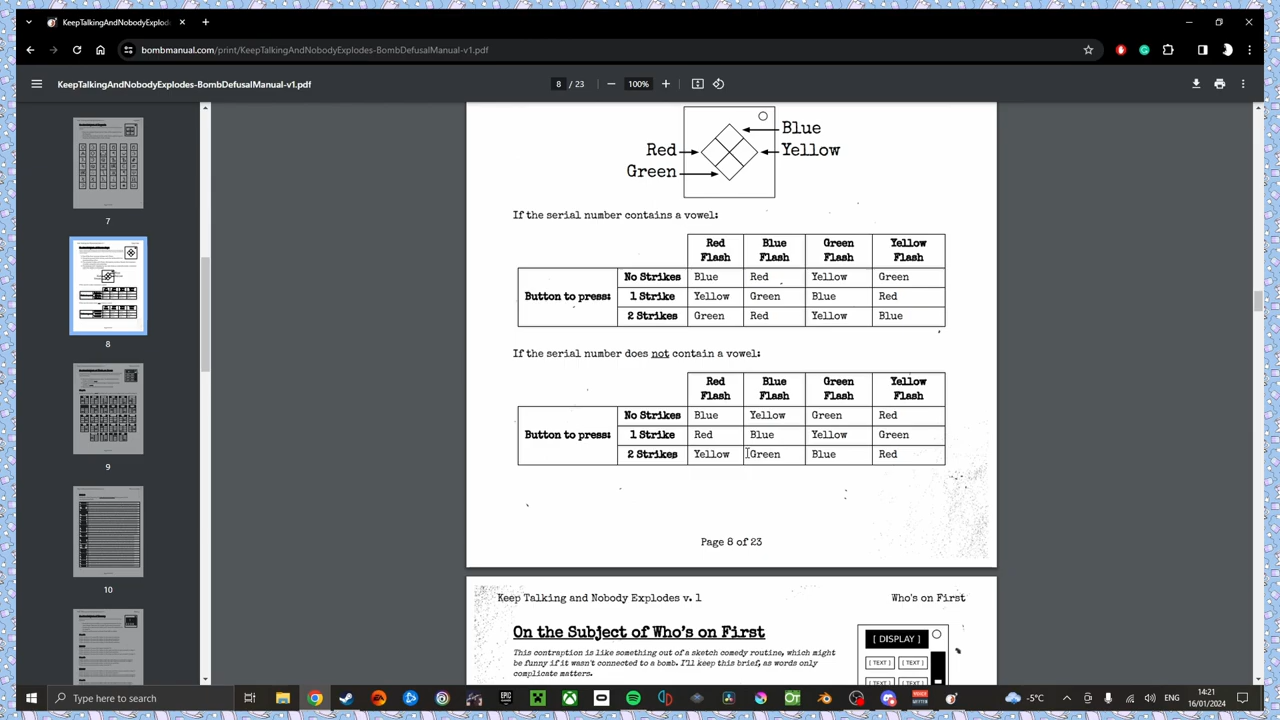 KeepTalkingAndNobodyExplod
bombmanual.com/print/KeepTalkingAndNobodyExplodes-BombDefusalManual-v1.pdf
KeepTalkingAndNobodyExplodes-BombDefusalManual-v1.pdf
8 / 23
100%
7
8
9
10
Blue
Red
Yellow
Green
If the serial number contains a vowel:
Red Flash Blue Flash Green Flash Yellow Flash
Button to press:
No Strikes Blue Red Yellow Green
1 Strike Yellow Green Blue Red
2 Strikes Green Red Yellow Blue
If the serial number does not contain a vowel:
Red Flash Blue Flash Green Flash Yellow Flash
Button to press:
No Strikes Blue Yellow Green Red
1 Strike Red Blue Yellow Green
2 Strikes Yellow Green Blue Red
Page 8 of 23
Keep Talking and Nobody Explodes v. 1 Who's on First
On the Subject of Who's on First
This contraption is like something out of a sketch comedy routine, which might
be funny if it wasn't connected to a bomb. I'll keep this brief, as words only
complicate matters.
[ DISPLAY ]
[ TEXT ] [ TEXT ]
[ TEXT ] [ TEXT ]
Type here to search
-5°C
ENG
14:21
16/01/2024